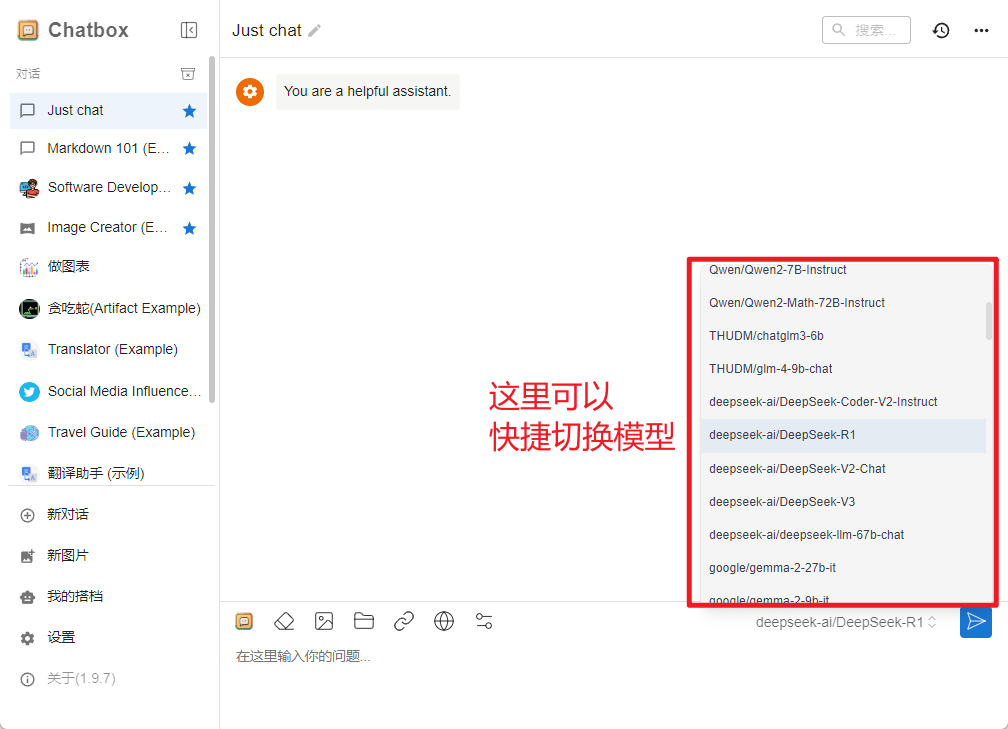 Chatbox
对话
Just chat
Markdown 101 (E...
Software Develop...
Image Creator (E...
做图表
贪吃蛇(Artifact Example)
Translator (Example)
Social Media Influence...
Travel Guide (Example)
翻译助手 (示例)
新对话
新图片
我的搭档
设置
关于(1.9.7)
Just chat
搜索...
You are a helpful assistant.
这里可以
快捷切换模型
Qwen/Qwen2-7B-Instruct
Qwen/Qwen2-Math-72B-Instruct
THUDM/chatglm3-6b
THUDM/glm-4-9b-chat
deepseek-ai/DeepSeek-Coder-V2-Instruct
deepseek-ai/DeepSeek-R1
deepseek-ai/DeepSeek-V2-Chat
deepseek-ai/DeepSeek-V3
deepseek-ai/deepseek-llm-67b-chat
google/gemma-2-27b-it
google/gemma-2-9b-it
deepseek-ai/DeepSeek-R1
在这里输入你的问题...